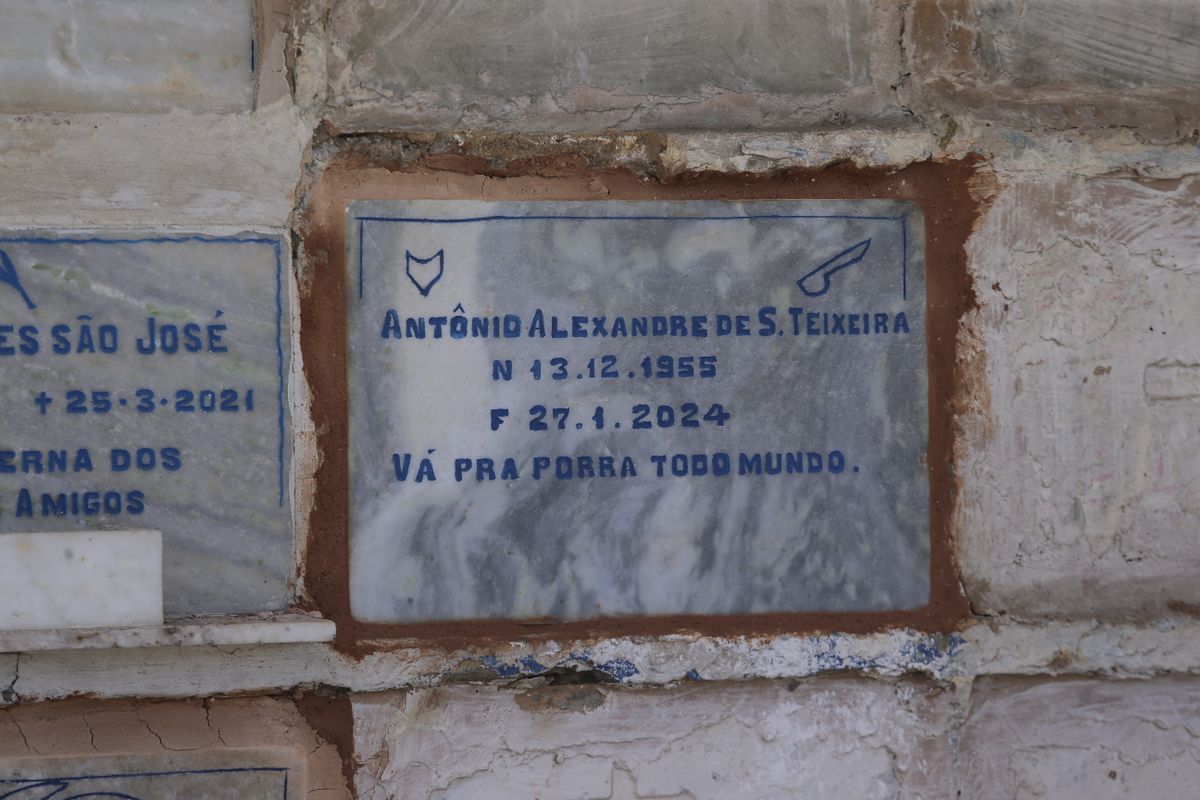 ES SÃO JOSÉ
+ 25.3.2021
ERNA DOS
AMIGOS
ANTÔNIO ALEXANDRE DE S. TEIXEIRA
N 13.12.1955
F 27.1.2024
VÁ PRA PORRA TODO MUNDO.